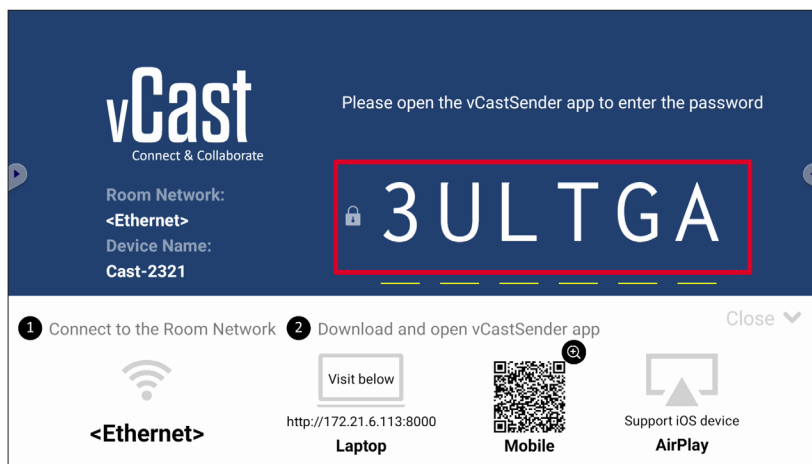 vCast
Connect & Collaborate
Room Network:
<Ethernet>
Device Name:
Cast-2321
Please open the vCastSender app to enter the password
3ULTGA
Close
1 Connect to the Room Network
<Ethernet>
2 Download and open vCastSender app
Visit below
http://172.21.6.113:8000
Laptop
Mobile
Support iOS device
AirPlay